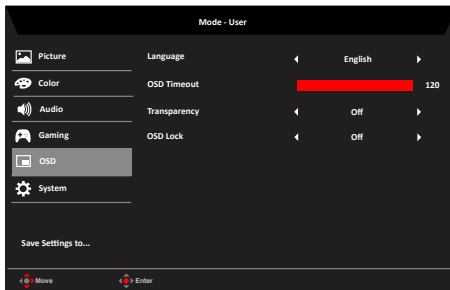 Mode - User
Picture
Language English
Color
OSD Timeout 120
Audio
Transparency Off
Gaming
OSD Lock Off
OSD
System
Save Settings to...
Move Enter